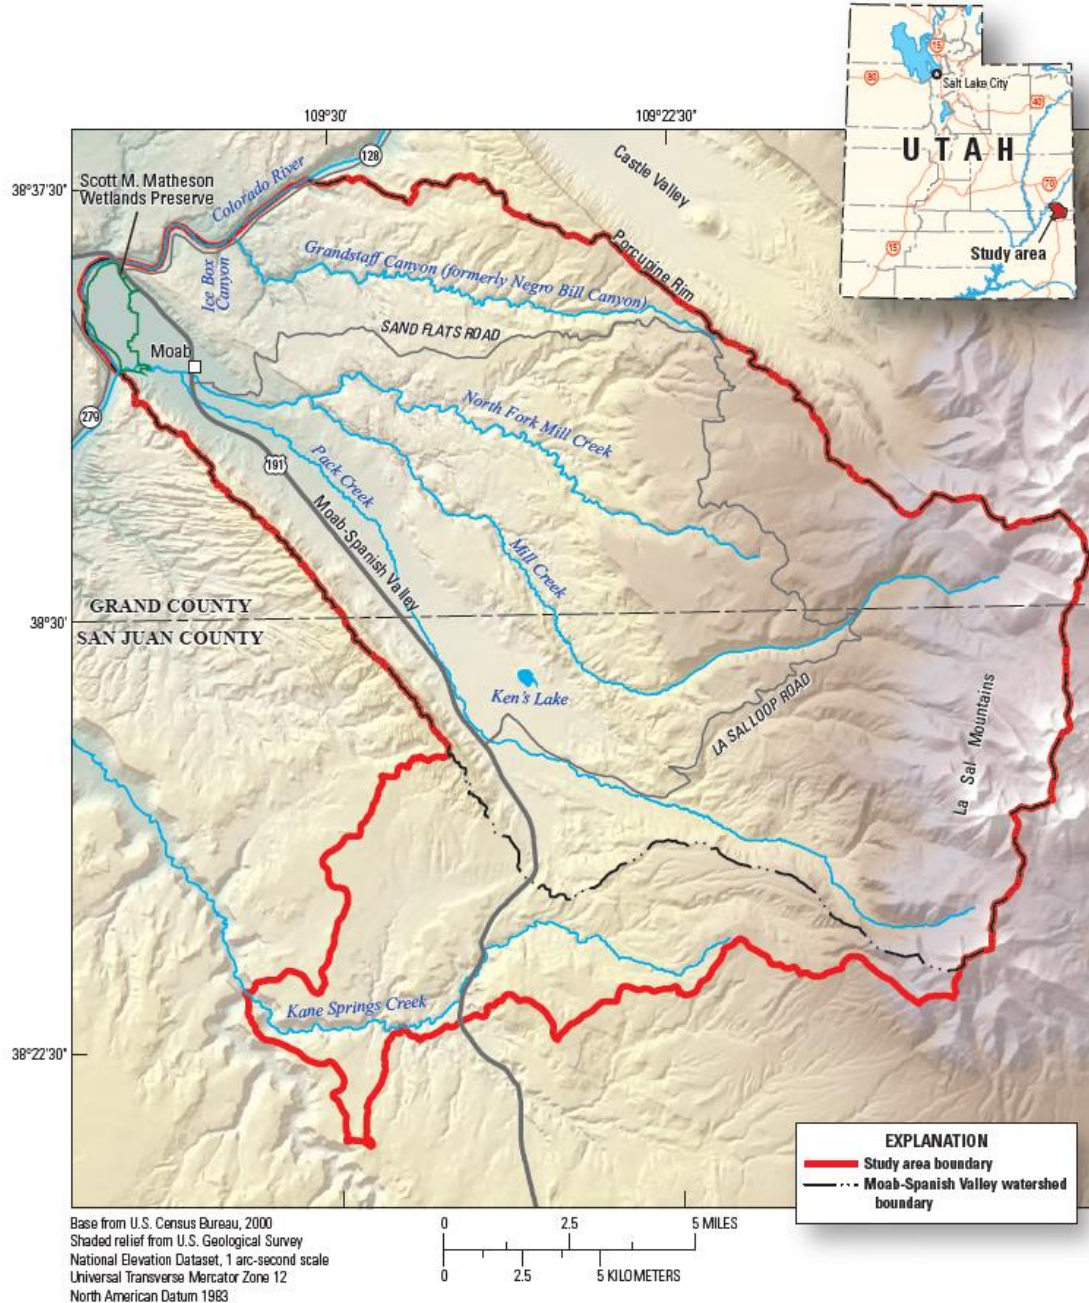 15
80
Salt Lake City
40
UTAH
70
15
Study area
109°30'
109°22'30"
128
Castle Valley
38°37'30"
Scott M. Matheson
Wetlands Preserve
Colorado River
Porcupine Rim
Grandstaff Canyon (formerly Negro Bill Canyon)
Ice Box
Canyon
SAND FLATS ROAD
Moab
North Fork Mill Creek
279
Pack Creek
191
Moab-Spanish Valley
Mill Creek
GRAND COUNTY
38°30'
SAN JUAN COUNTY
Ken's Lake
LA SAL LOOP ROAD
La Sal Mountains
Kane Springs Creek
38°22'30"
EXPLANATION
Study area boundary
Moab-Spanish Valley watershed
boundary
Base from U.S. Census Bureau, 2000
Shaded relief from U.S. Geological Survey
National Elevation Dataset, 1 arc-second scale
Universal Transverse Mercator Zone 12
North American Datum 1983
0 2.5 5 MILES
0 2.5 5 KILOMETERS